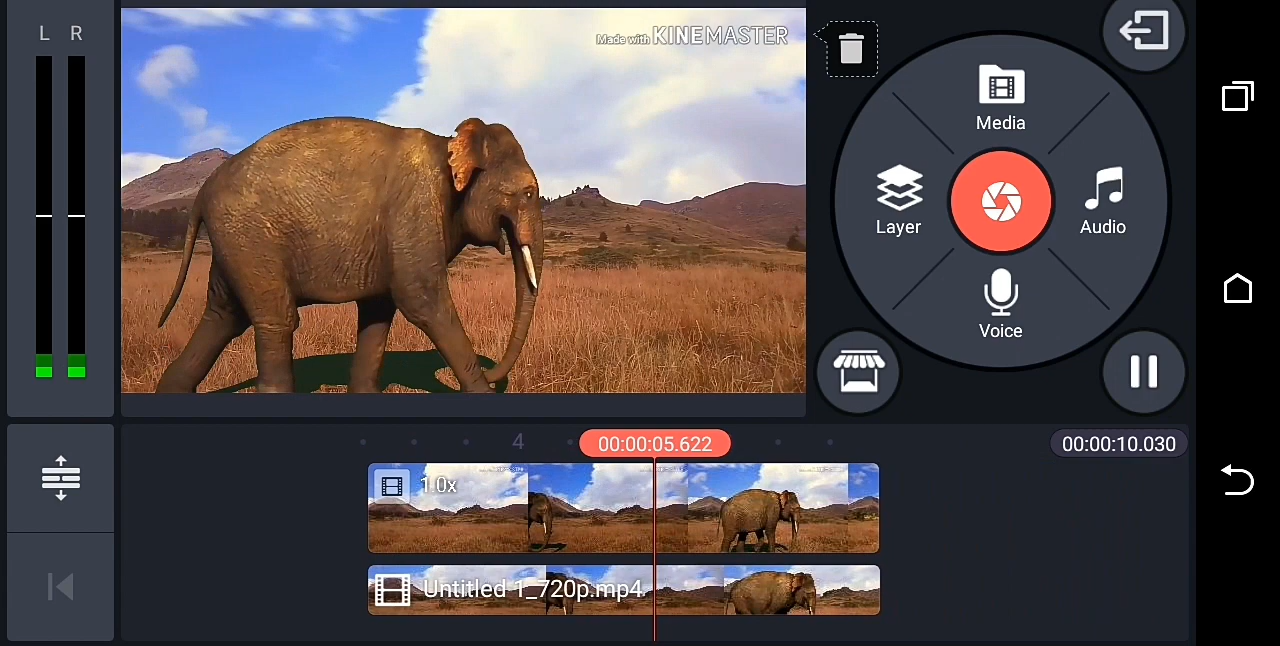 L R
Made with KINEMASTER
Media
Layer
Audio
Voice
4
00:00:05.622
00:00:10.030
1.0x
Untitled 1_720p.mp4